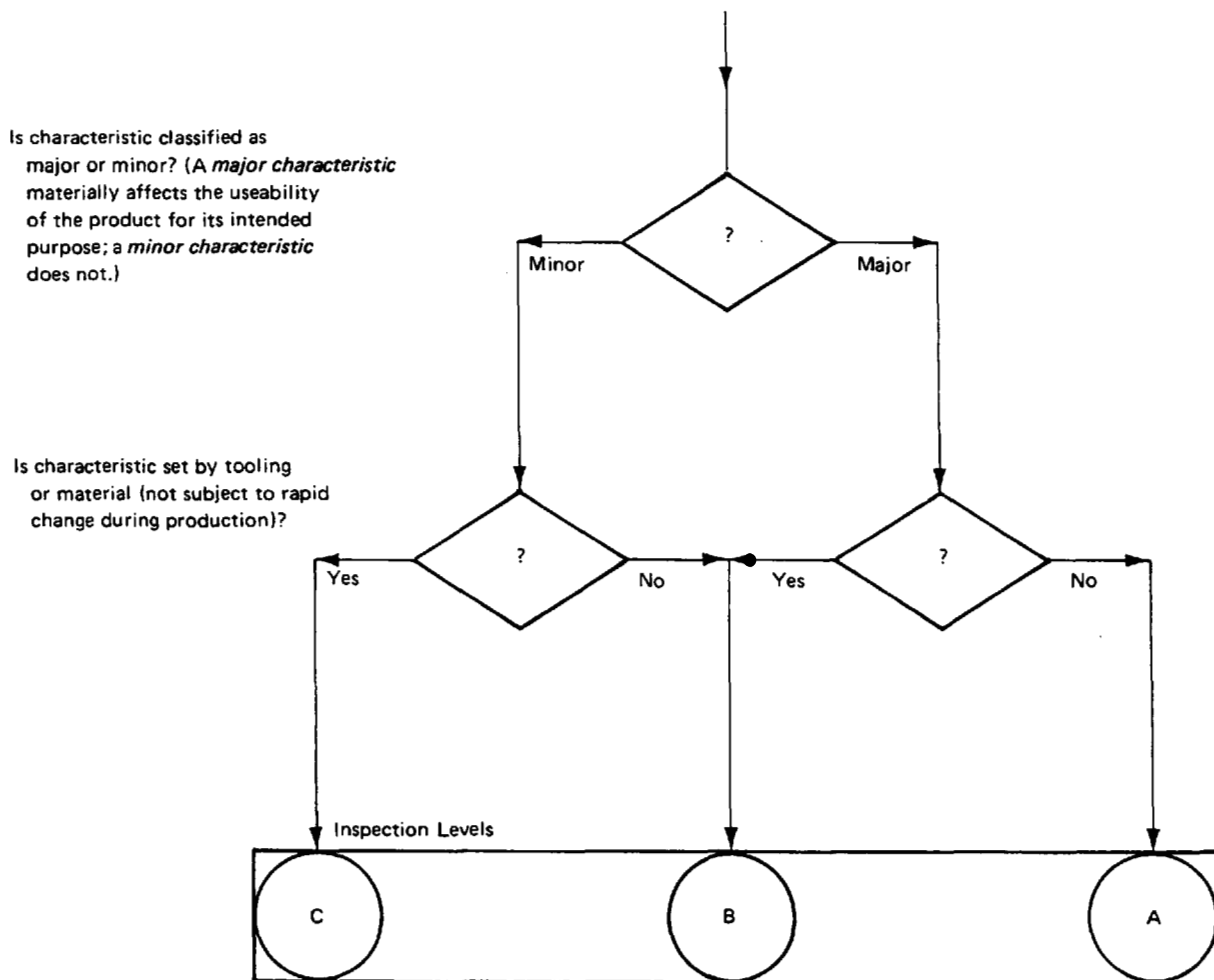 Is characteristic classified as
major or minor? (A major characteristic
materially affects the useability
of the product for its intended
purpose; a minor characteristic
does not.)
?
Minor
Major
Is characteristic set by tooling
or material (not subject to rapid
change during production)?
?
?
Yes
No
Yes
No
Inspection Levels
C
B
A